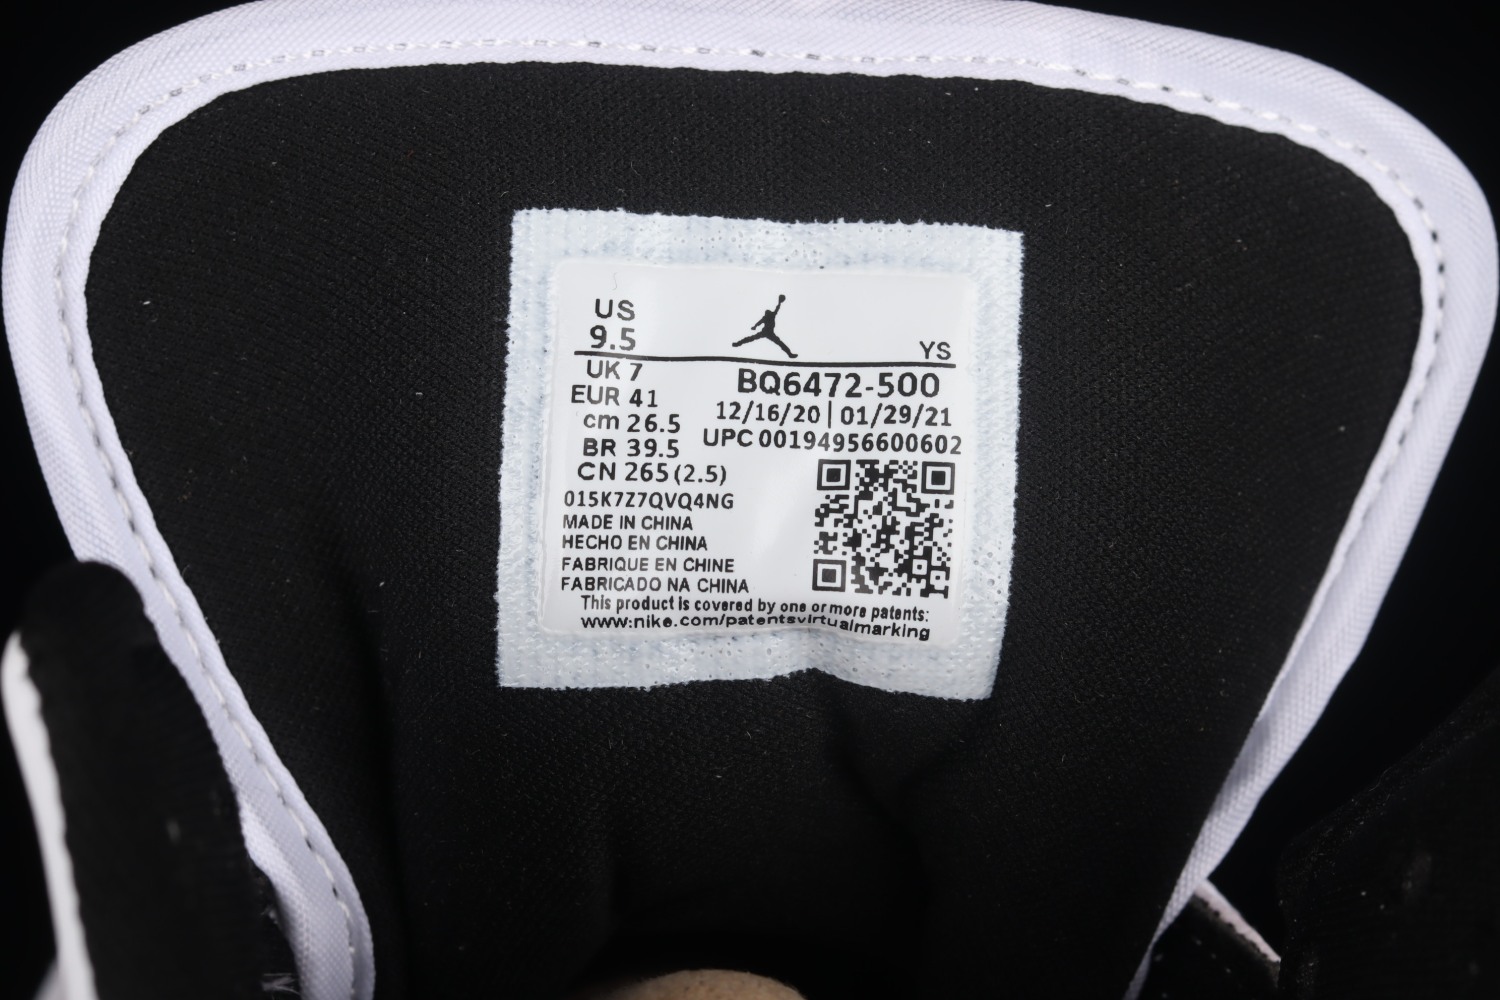 US
9.5
YS
UK 7
EUR 41
cm 26.5
BR 39.5
CN 265(2.5)
BQ6472-500
12/16/20 | 01/29/21
UPC 00194956600602
015K7Z7QVQ4NG
MADE IN CHINA
HECHO EN CHINA
FABRIQUE EN CHINE
FABRICADO NA CHINA
This product is covered by one or more patents:
www.nike.com/patentsvirtualmarking